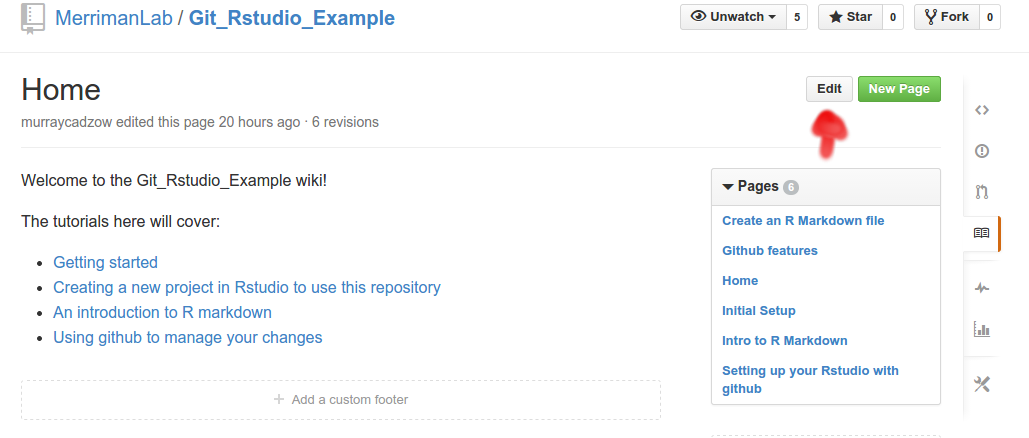 MerrimanLab / Git_Rstudio_Example
Unwatch 5 Star 0 Fork 0
Home
Edit New Page
murraycadzow edited this page 20 hours ago · 6 revisions
Welcome to the Git_Rstudio_Example wiki!
The tutorials here will cover:
Getting started
Creating a new project in Rstudio to use this repository
An introduction to R markdown
Using github to manage your changes
Add a custom footer
Pages 6
Create an R Markdown file
Github features
Home
Initial Setup
Intro to R Markdown
Setting up your Rstudio with
github